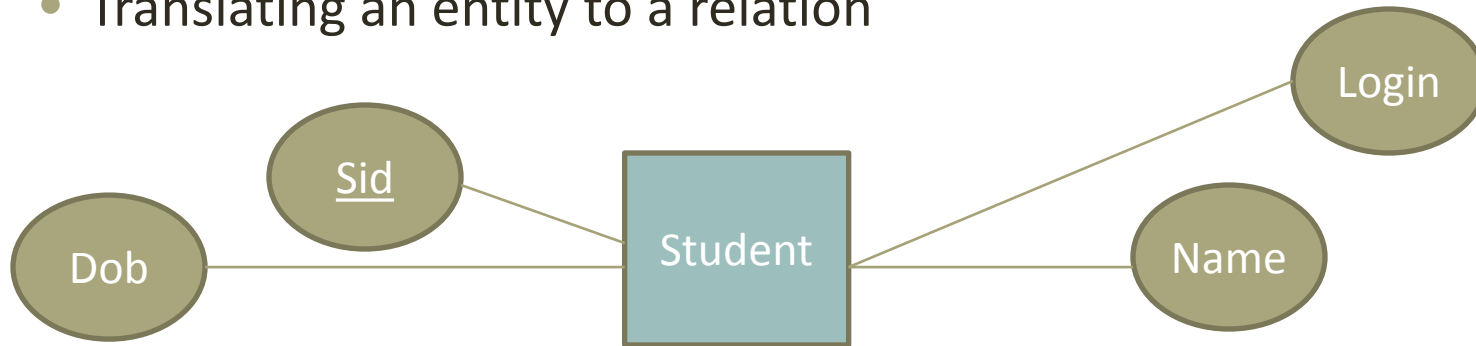 • Translating an entity to a relation
Login
Sid
Student
Name
Dob